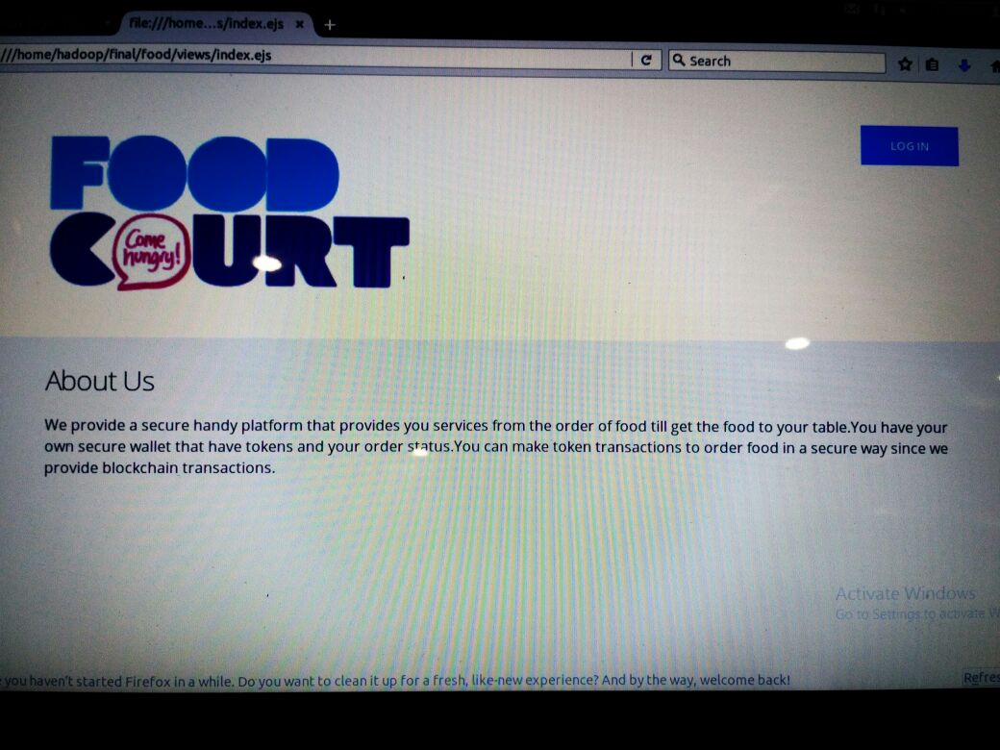 file:///home...s/index.ejs × +
///home/hadoop/final/food/views/index.ejs
Search
FOOD
COURT
Come
hungry!
LOG IN
About Us
We provide a secure handy platform that provides you services from the order of food till get the food to your table.You have your
own secure wallet that have tokens and your order status.You can make token transactions to order food in a secure way since we
provide blockchain transactions.
Activate Windows
Go to Settings to activate W
you haven't started Firefox in a while. Do you want to clean it up for a fresh, like-new experience? And by the way, welcome back!
Refres